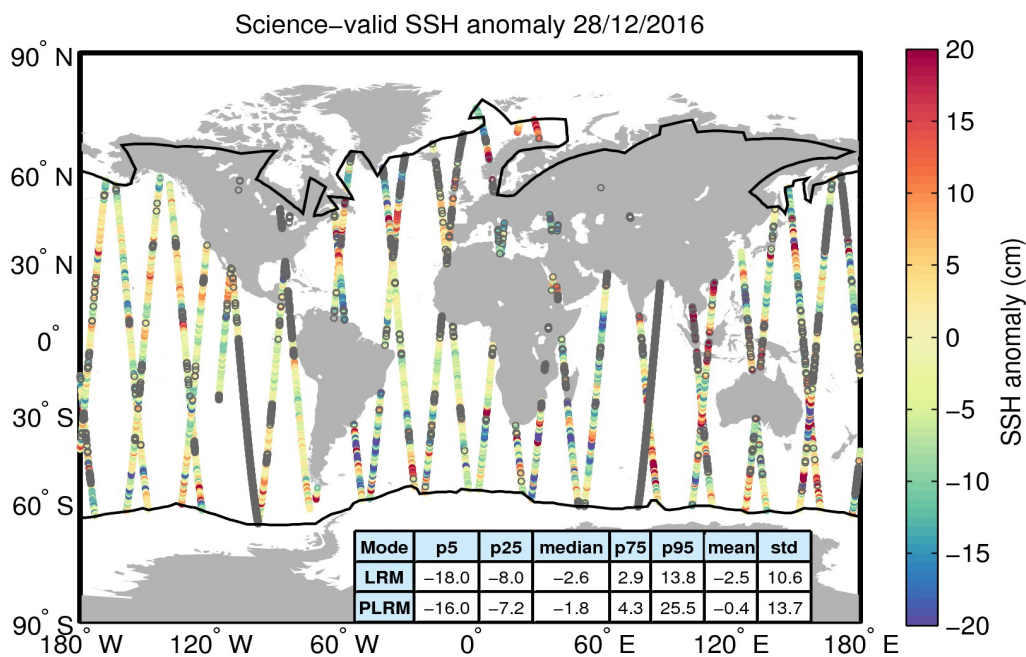 Science−valid SSH anomaly 28/12/2016
90° N
60° N
30° N
0°
30° S
60° S
90° S
180° W
120° W
60° W
0°
60° E
120° E
180° E
Mode p5 p25 median p75 p95 mean std
LRM −18.0 −8.0 −2.6 2.9 13.8 −2.5 10.6
PLRM −16.0 −7.2 −1.8 4.3 25.5 −0.4 13.7
20
15
10
5
0
−5
−10
−15
−20
SSH anomaly (cm)